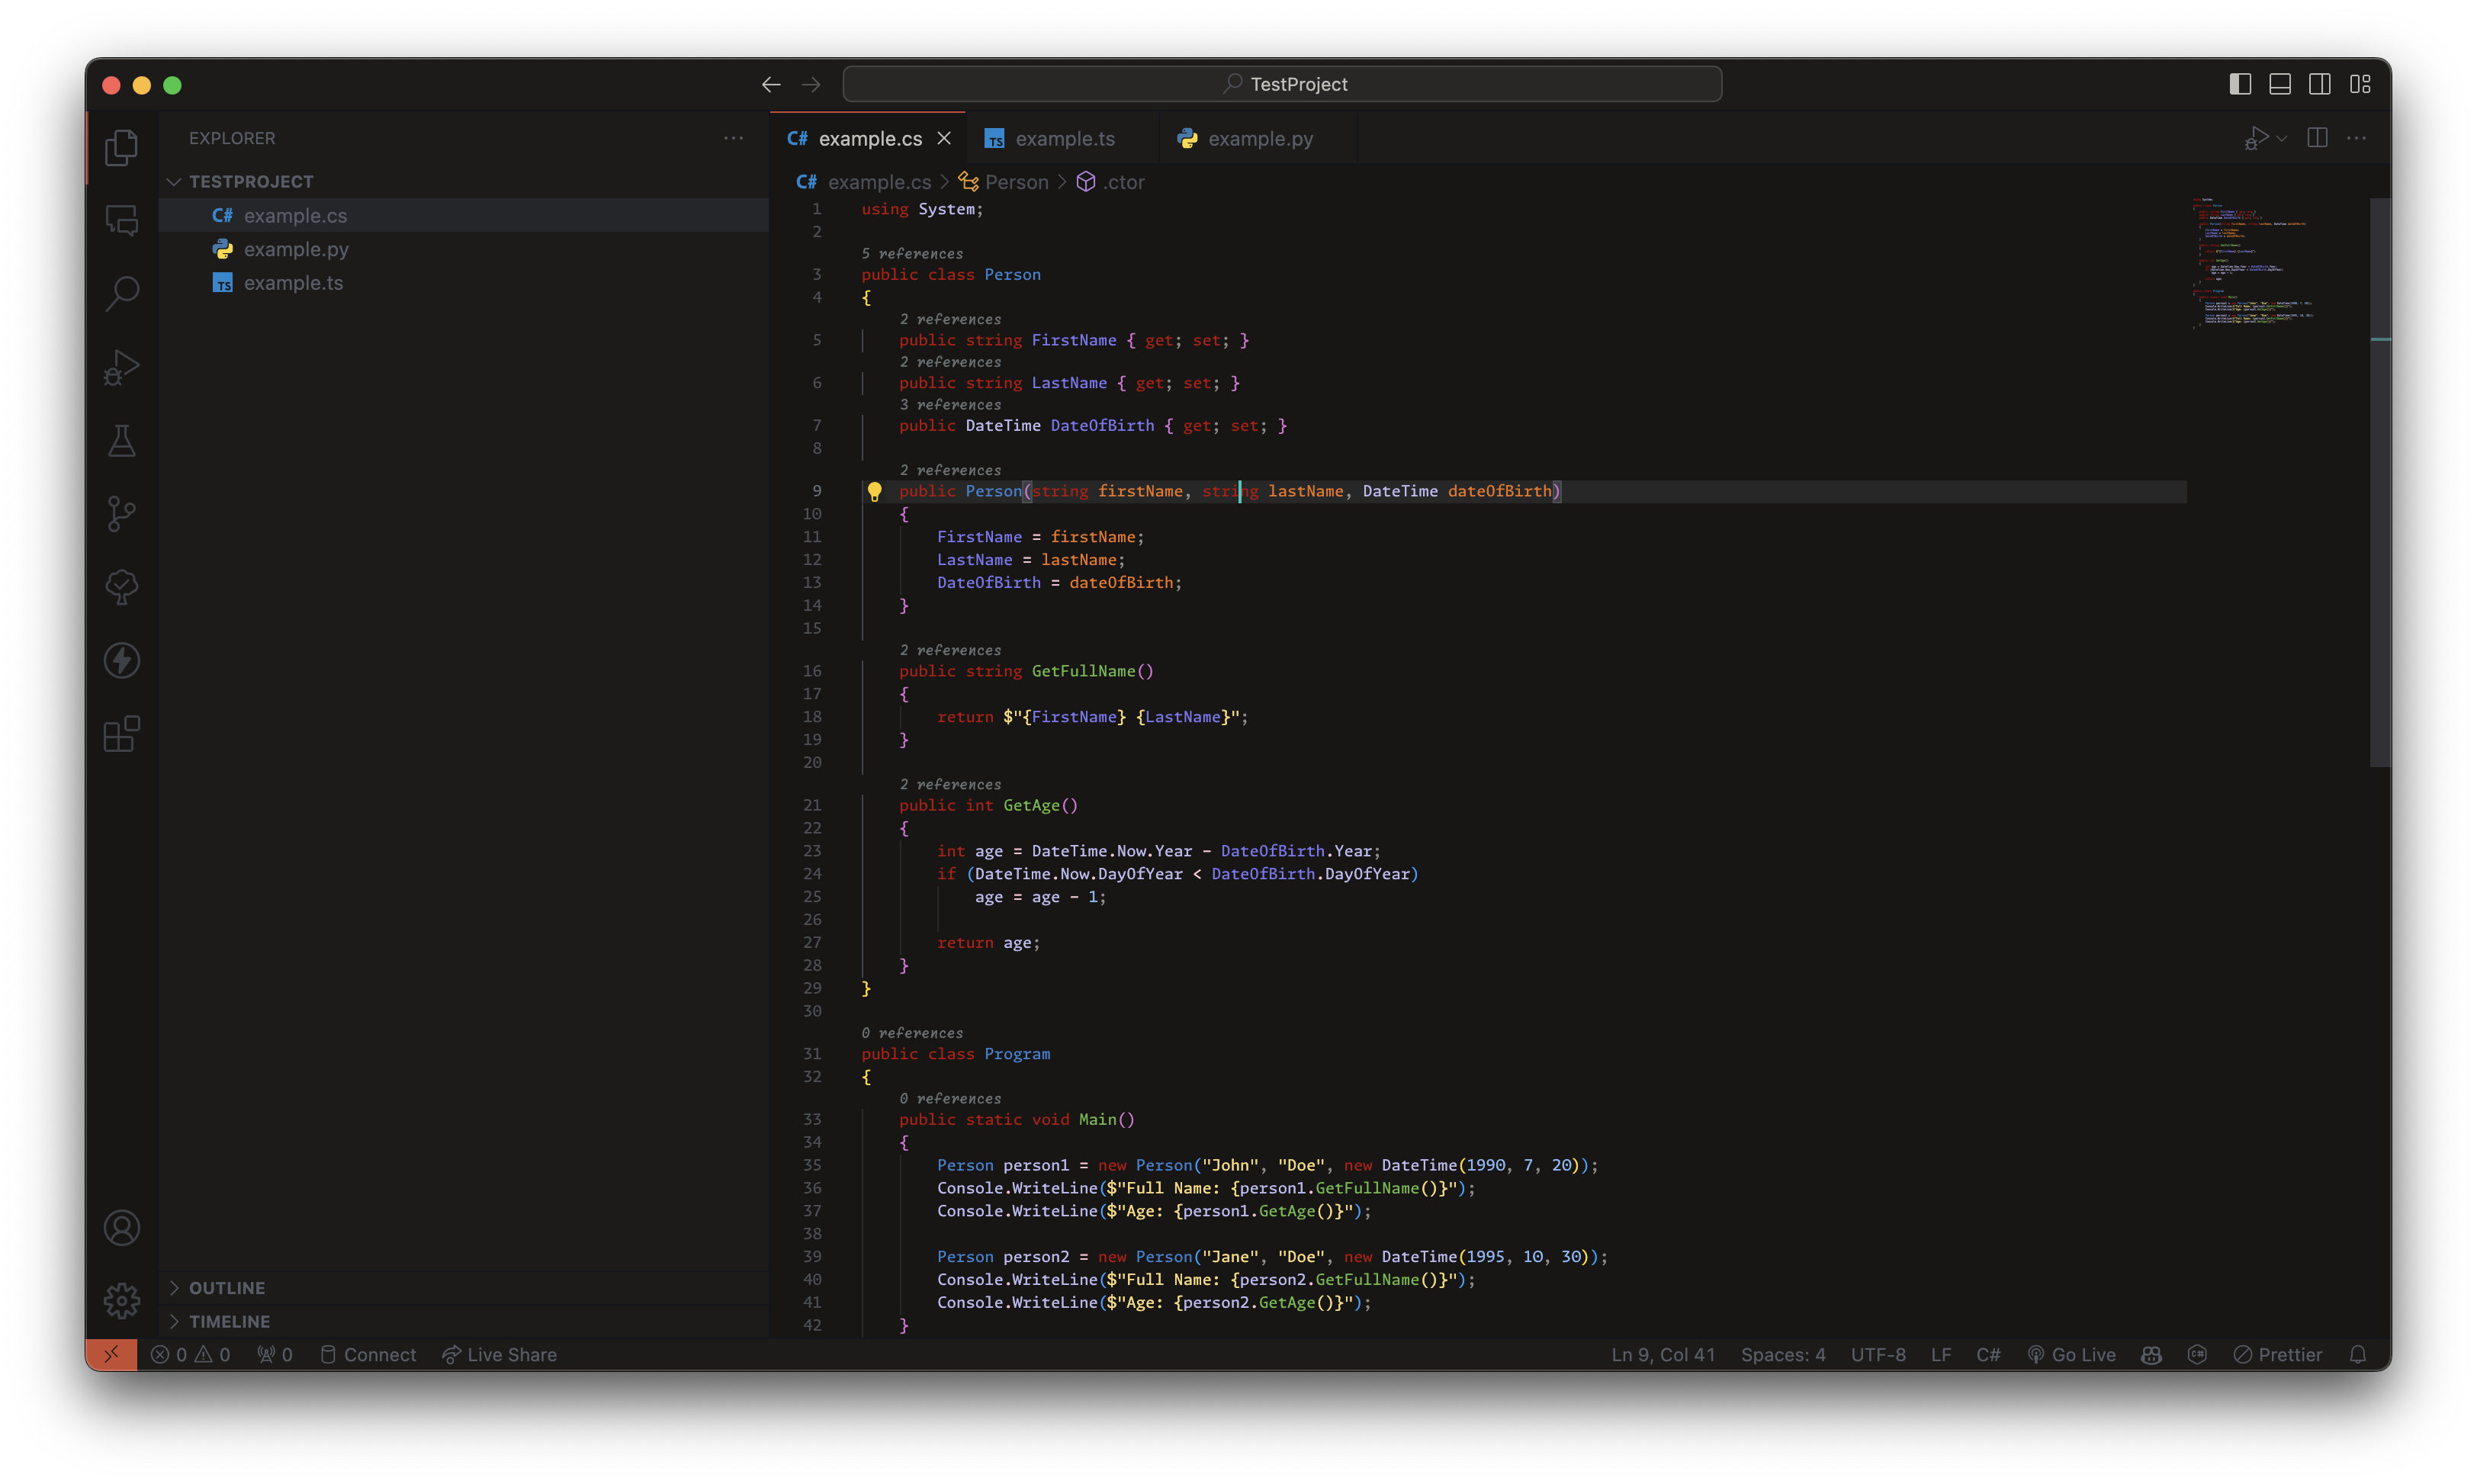 TestProject
EXPLORER
TESTPROJECT
C# example.cs
example.py
TS example.ts
OUTLINE
TIMELINE
C# example.cs
TS example.ts
example.py
C# example.cs > Person > .ctor
1 using System;
2
5 references
3 public class Person
4 {
2 references
5 public string FirstName { get; set; }
2 references
6 public string LastName { get; set; }
3 references
7 public DateTime DateOfBirth { get; set; }
8
2 references
9 public Person(string firstName, string lastName, DateTime dateOfBirth)
10 {
11 FirstName = firstName;
12 LastName = lastName;
13 DateOfBirth = dateOfBirth;
14 }
15
2 references
16 public string GetFullName()
17 {
18 return $"{FirstName} {LastName}";
19 }
20
2 references
21 public int GetAge()
22 {
23 int age = DateTime.Now.Year - DateOfBirth.Year;
24 if (DateTime.Now.DayOfYear < DateOfBirth.DayOfYear)
25 age = age - 1;
26
27 return age;
28 }
29 }
30
0 references
31 public class Program
32 {
0 references
33 public static void Main()
34 {
35 Person person1 = new Person("John", "Doe", new DateTime(1990, 7, 20));
36 Console.WriteLine($"Full Name: {person1.GetFullName()}");
37 Console.WriteLine($"Age: {person1.GetAge()}");
38
39 Person person2 = new Person("Jane", "Doe", new DateTime(1995, 10, 30));
40 Console.WriteLine($"Full Name: {person2.GetFullName()}");
41 Console.WriteLine($"Age: {person2.GetAge()}");
42 }
0 0 0 Connect Live Share Ln 9, Col 41 Spaces: 4 UTF-8 LF C# Go Live Prettier